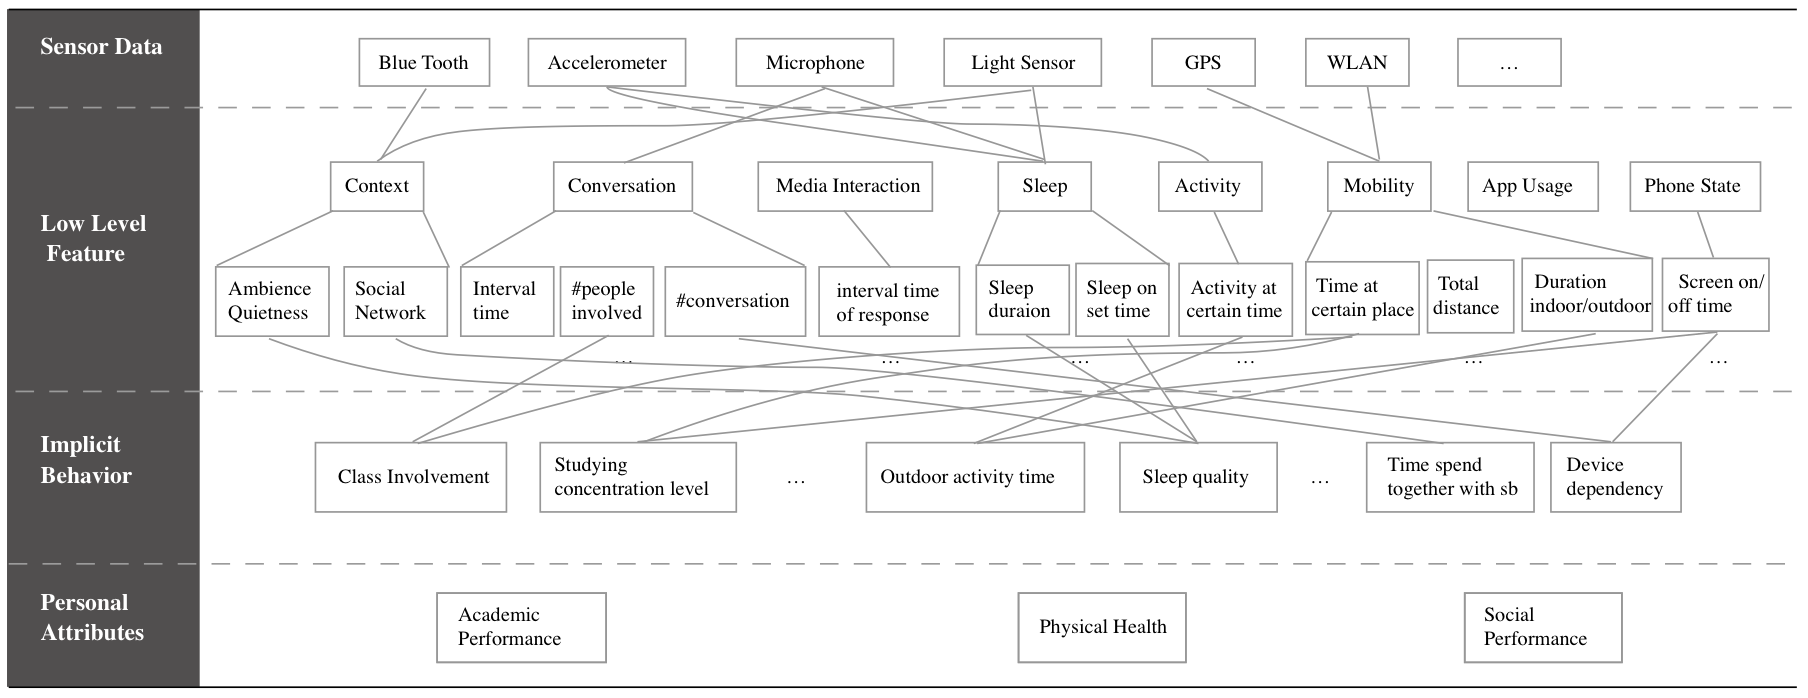 Sensor Data
Blue Tooth
Accelerometer
Microphone
Light Sensor
GPS
WLAN
...
Low Level
Feature
Context
Conversation
Media Interaction
Sleep
Activity
Mobility
App Usage
Phone State
Ambience
Quietness
Social
Network
Interval
time
#people
involved
#conversation
interval time
of response
Sleep
duraion
Sleep on
set time
Activity at
certain time
Time at
certain place
Total
distance
Duration
indoor/outdoor
Screen on/
off time
...
...
...
...
...
...
Implicit
Behavior
Class Involvement
Studying
concentration level
...
Outdoor activity time
Sleep quality
...
Time spend
together with sb
Device
dependency
Personal
Attributes
Academic
Performance
Physical Health
Social
Performance